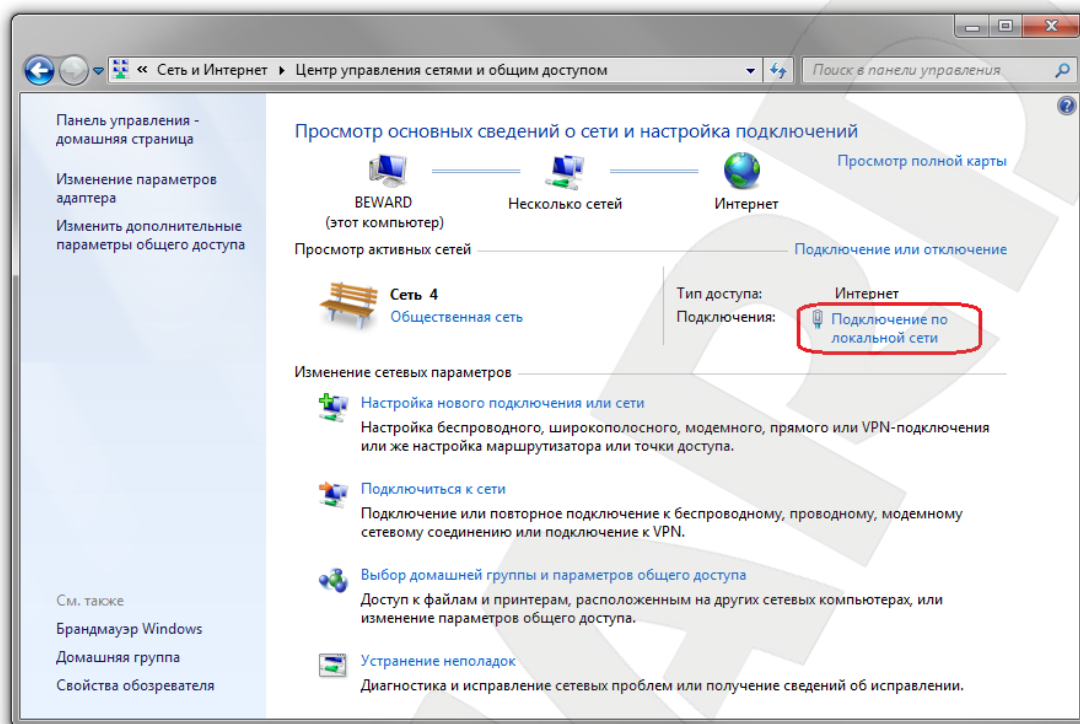 « Сеть и Интернет ▸ Центр управления сетями и общим доступом
Поиск в панели управления
Панель управления -
домашняя страница
Изменение параметров
адаптера
Изменить дополнительные
параметры общего доступа
См. также
Брандмауэр Windows
Домашняя группа
Свойства обозревателя
Просмотр основных сведений о сети и настройка подключений
Просмотр полной карты
BEWARD
(этот компьютер)
Несколько сетей
Интернет
Просмотр активных сетей
Подключение или отключение
Сеть 4
Общественная сеть
Тип доступа: Интернет
Подключения: Подключение по
локальной сети
Изменение сетевых параметров
Настройка нового подключения или сети
Настройка беспроводного, широкополосного, модемного, прямого или VPN-подключения
или же настройка маршрутизатора или точки доступа.
Подключиться к сети
Подключение или повторное подключение к беспроводному, проводному, модемному
сетевому соединению или подключение к VPN.
Выбор домашней группы и параметров общего доступа
Доступ к файлам и принтерам, расположенным на других сетевых компьютерах, или
изменение параметров общего доступа.
Устранение неполадок
Диагностика и исправление сетевых проблем или получение сведений об исправлении.